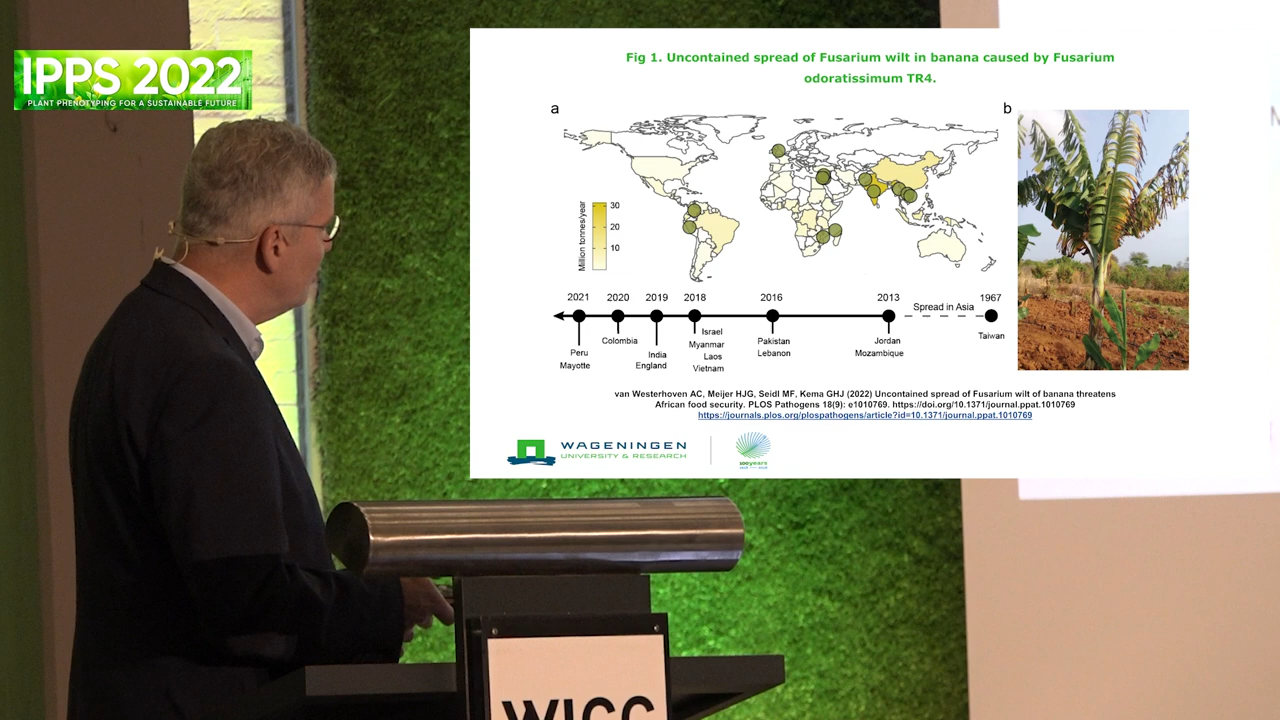 IPPS 2022
PLANT PHENOTYPING FOR A SUSTAINABLE FUTURE
Fig 1. Uncontained spread of Fusarium wilt in banana caused by Fusarium
odoratissimum TR4.
a
b
Million tonnes/year
30
20
10
2021
2020
2019
2018
2016
2013
Spread in Asia
1967
Peru
Mayotte
Colombia
India
England
Israel
Myanmar
Laos
Vietnam
Pakistan
Lebanon
Jordan
Mozambique
Taiwan
van Westerhoven AC, Meijer HJG, Seidl MF, Kema GHJ (2022) Uncontained spread of Fusarium wilt of banana threatens
African food security. PLOS Pathogens 18(9): e1010769. https://doi.org/10.1371/journal.ppat.1010769
https://journals.plos.org/plospathogens/article?id=10.1371/journal.ppat.1010769
WAGENINGEN
UNIVERSITY & RESEARCH
100years
WICC